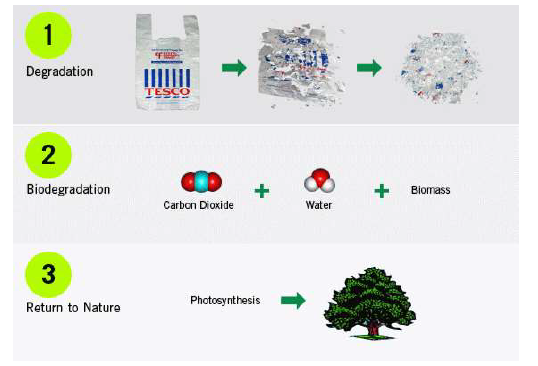 1
Degradation
TESCO
2
Biodegradation
Carbon Dioxide
+
Water
+
Biomass
3
Return to Nature
Photosynthesis